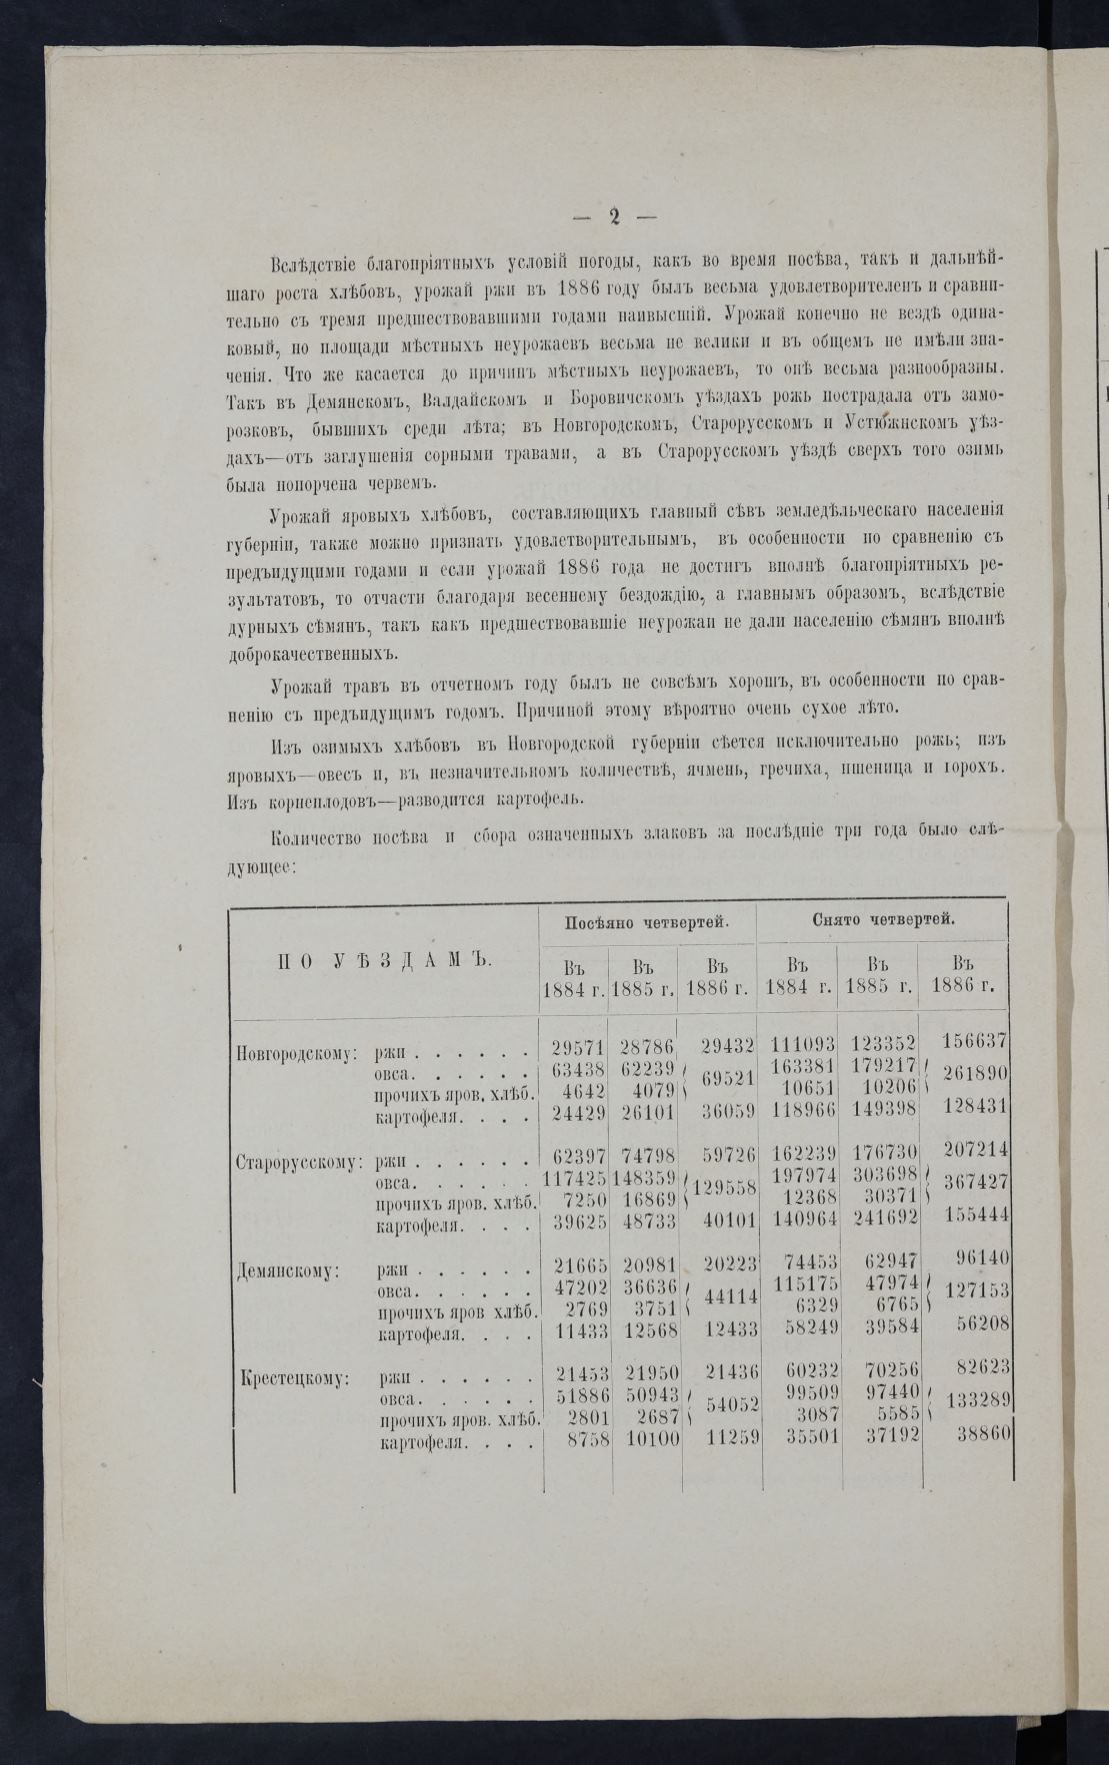 — 2 —
Вслѣдствіе благопріятныхъ условій погоды, какъ во время посѣва, такъ и дальнѣй-
шаго роста хлѣбовъ, урожай ржи въ 1886 году былъ весьма удовлетворителенъ и сравни-
тельно съ тремя предшествовавшими годами наивысшій. Урожай конечно не вездѣ одина-
ковый, но площади мѣстныхъ неурожаевъ весьма не велики и въ общемъ не имѣли зна-
ченія. Что же касается до причинъ мѣстныхъ неурожаевъ, то онѣ весьма разнообразны.
Такъ въ Демянскомъ, Валдайскомъ и Боровичскомъ уѣздахъ рожь пострадала отъ замо-
розковъ, бывшихъ среди лѣта; въ Новгородскомъ, Старорусскомъ и Устюжнскомъ уѣз-
дахъ—отъ заглушенія сорными травами, а въ Старорусскомъ уѣздѣ сверхъ того озимь
была попорчена червемъ.
Урожай яровыхъ хлѣбовъ, составляющихъ главный сѣвъ земледѣльческаго населенія
губерніи, также можно признать удовлетворительнымъ, въ особенности по сравненію съ
предъидущими годами и если урожай 1886 года не достигъ вполнѣ благопріятныхъ ре-
зультатовъ, то отчасти благодаря весеннему бездождію, а главнымъ образомъ, вслѣдствіе
дурныхъ сѣмянъ, такъ какъ предшествовавшіе неурожаи не дали населенію сѣмянъ вполнѣ
доброкачественныхъ.
Урожай травъ въ отчетномъ году былъ не совсѣмъ хорошъ, въ особенности по срав-
ненію съ предъидущимъ годомъ. Причиной этому вѣроятно очень сухое лѣто.
Изъ озимыхъ хлѣбовъ въ Новгородской губерніи сѣется исключительно рожь; изъ
яровыхъ—овесъ и, въ незначительномъ количествѣ, ячмень, гречиха, пшеница и горохъ.
Изъ корнеплодовъ—разводится картофель.
Количество посѣва и сбора означенныхъ злаковъ за послѣдніе три года было слѣ-
дующее:
ПО УѢЗДАМЪ. Посѣяно четвертей. Снято четвертей.
Въ 1884 г. Въ 1885 г. Въ 1886 г. Въ 1884 г. Въ 1885 г. Въ 1886 г.
Новгородскому: ржи . . . . . . 29571 28786 29432 111093 123352 156637
овса. . . . . . 63438 62239 69521 163381 179217 261890
прочихъ яров. хлѣб. 4642 4079 10651 10206
картофеля. . . . 24429 26101 36059 118966 149398 128431
Старорусскому: ржи . . . . . . 62397 74798 59726 162239 176730 207214
овса. . . . . . 117425 148359 129558 197974 303698 367427
прочихъ яров. хлѣб. 7250 16869 12368 30371
картофеля. . . . 39625 48733 40101 140964 241692 155444
Демянскому: ржи . . . . . . 21665 20981 20223 74453 62947 96140
овса. . . . . . 47202 36636 44114 115175 47974 127153
прочихъ яров хлѣб. 2769 3751 6329 6765
картофеля. . . . 11433 12568 12433 58249 39584 56208
Крестецкому: ржи . . . . . . 21453 21950 21436 60232 70256 82623
овса. . . . . . 51886 50943 54052 99509 97440 133289
прочихъ яров. хлѣб. 2801 2687 3087 5585
картофеля. . . . 8758 10100 11259 35501 37192 38860